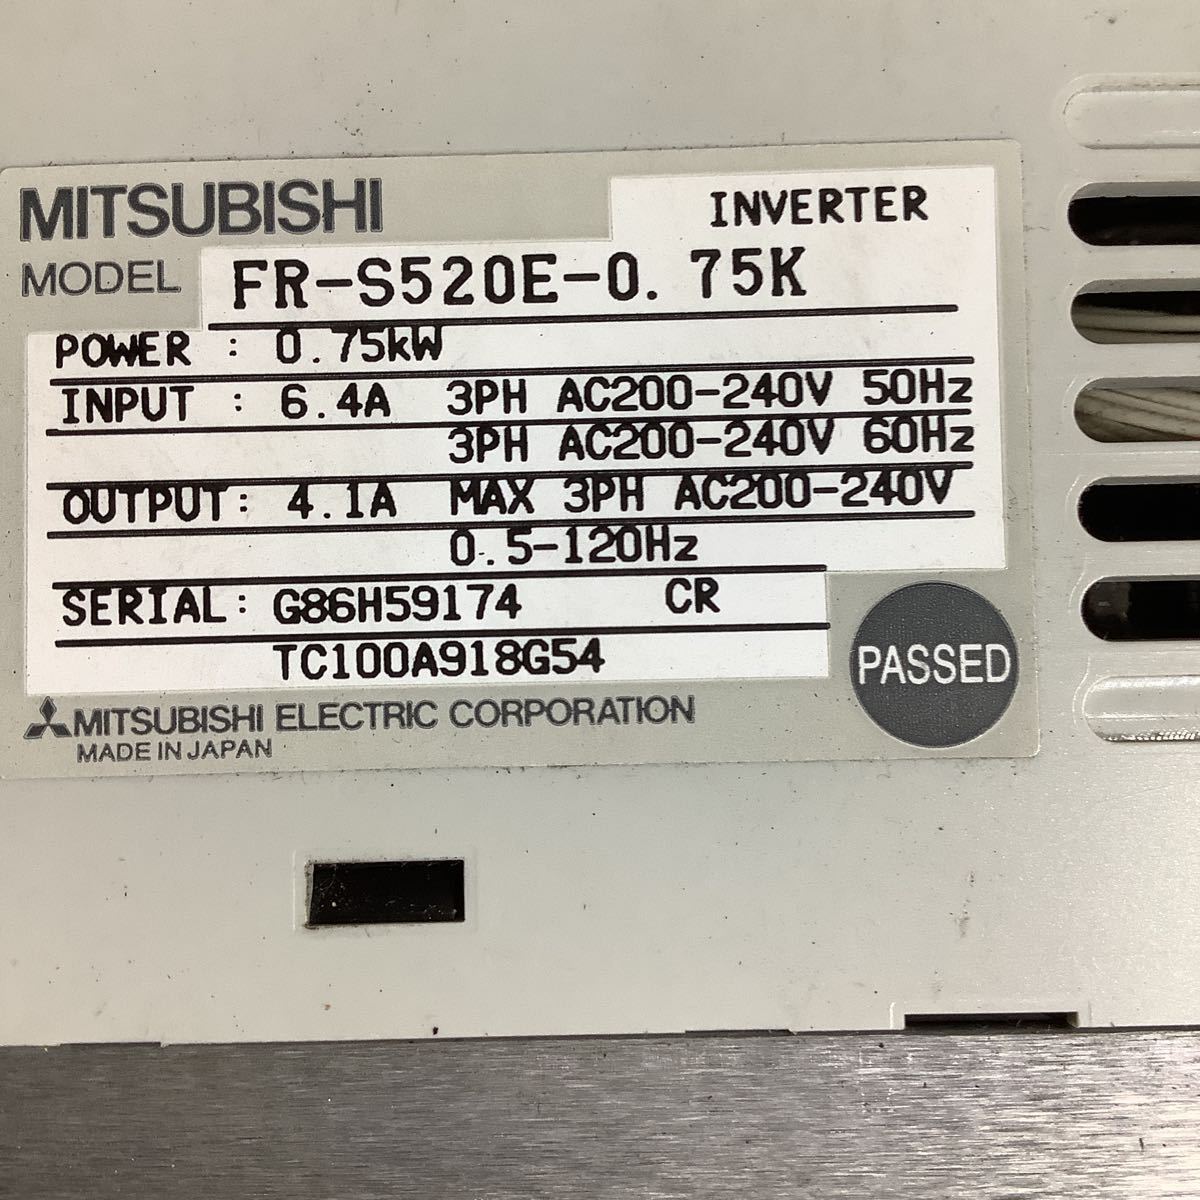 MITSUBISHI INVERTER
MODEL FR-S520E-0.75K
POWER : 0.75kW
INPUT : 6.4A 3PH AC200-240V 50Hz
3PH AC200-240V 60Hz
OUTPUT: 4.1A MAX 3PH AC200-240V
0.5-120Hz
SERIAL: G86H59174 CR
TC100A918G54
PASSED
MITSUBISHI ELECTRIC CORPORATION
MADE IN JAPAN